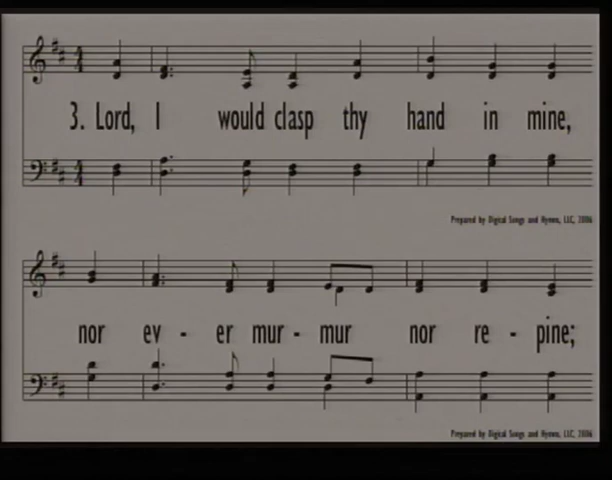 3. Lord, I would clasp thy hand in mine,
Prepared by Digital Songs and Hymns, LLC, 2006
nor ev - er mur - mur nor re - pine;
Prepared by Digital Songs and Hymns, LLC, 2006